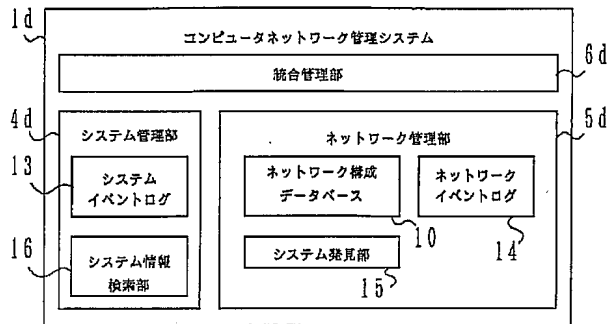 1d
コンピュータネットワーク管理システム
6d
統合管理部
4d
システム管理部
5d
ネットワーク管理部
13
システム
イベントログ
ネットワーク構成
データベース
ネットワーク
イベントログ
16
システム情報
検索部
システム発見部
10
14
15